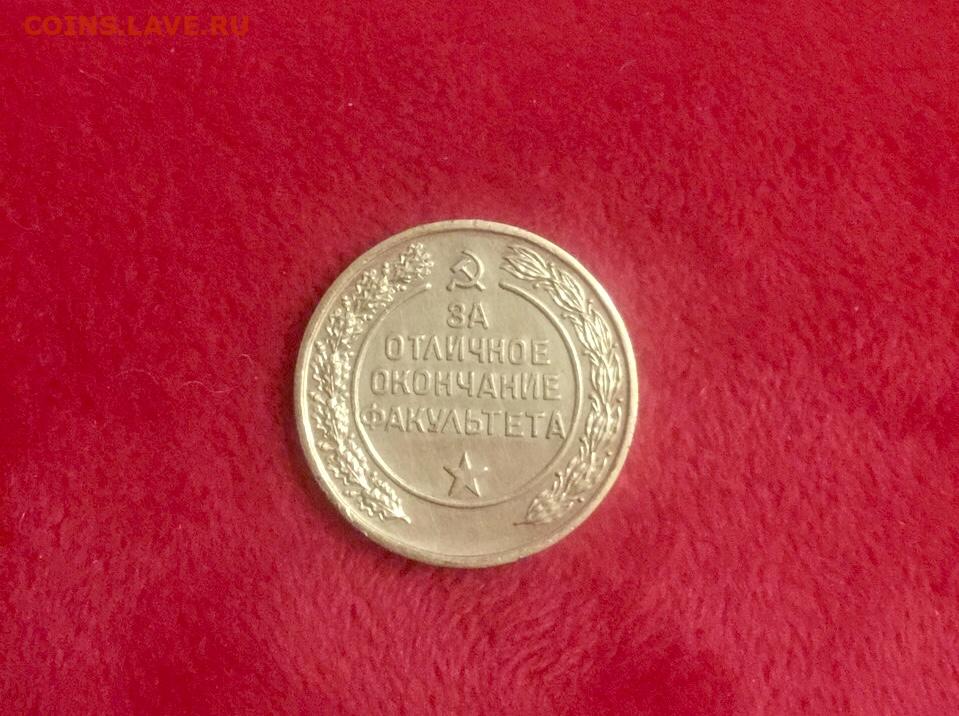 COINS.LAVE.RU
ЗА
ОТЛИЧНОЕ
ОКОНЧАНИЕ
ФАКУЛЬТЕТА